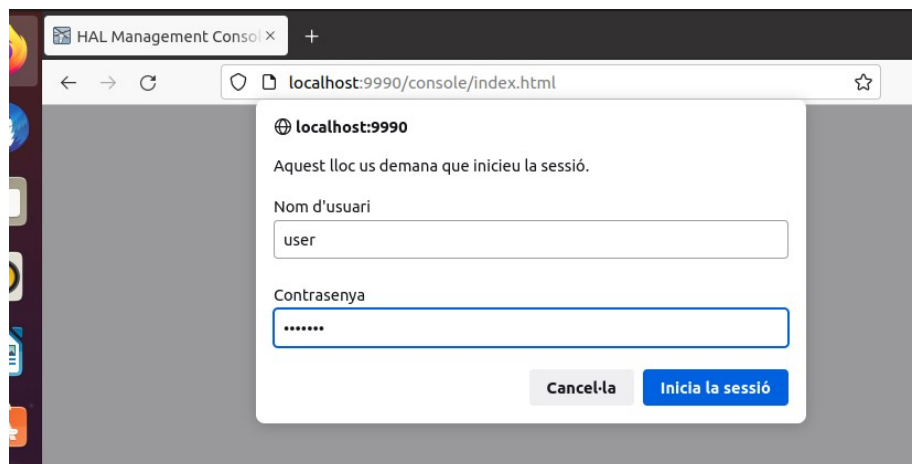 HAL Management Consol
localhost:9990/console/index.html
localhost:9990
Aquest lloc us demana que inicieu la sessió.
Nom d'usuari
user
Contrasenya
•••••••
Cancel·la
Inicia la sessió